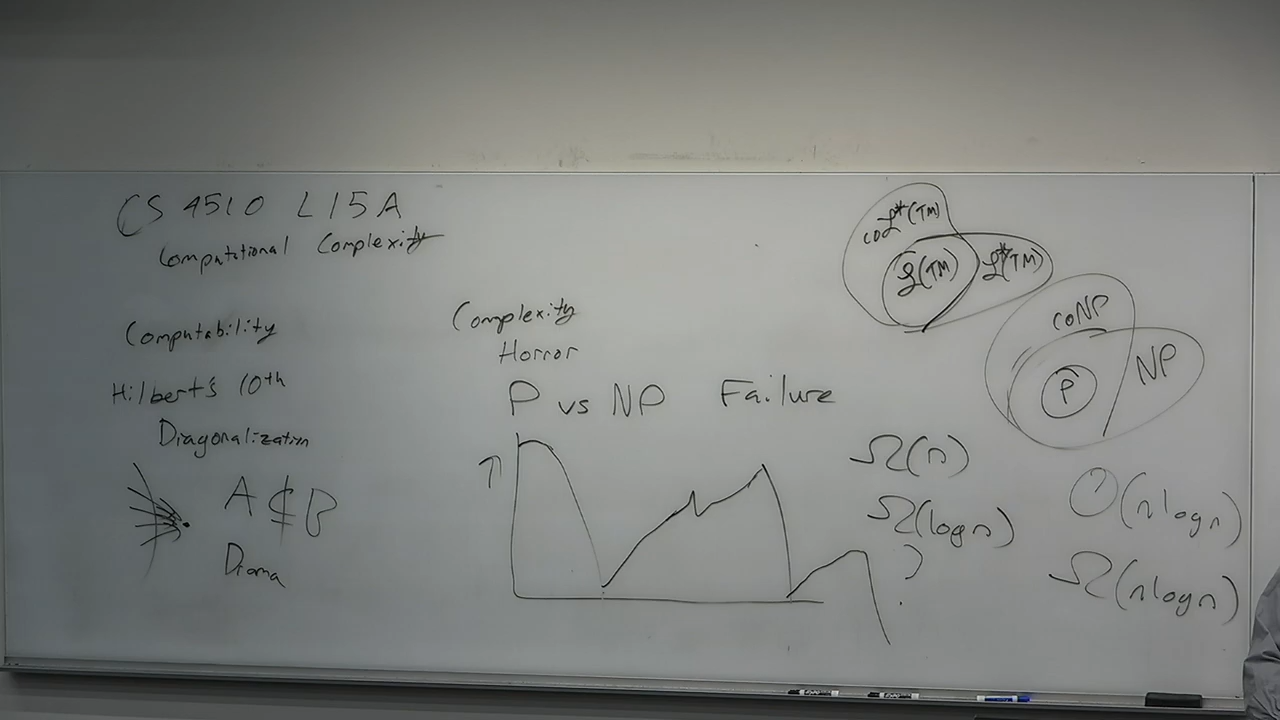 CS 4510 L15A
Computational Complexity
Computability
Hilbert's 10th
Diagonalization
A ⊄ B
Drama
Complexity
Horror
P vs NP Failure
Ω(n)
Ω(log n)
?
O(n log n)
Ω(n log n)
coℒ*(TM)
ℒ(TM) ℒ*(TM)
coNP
P NP